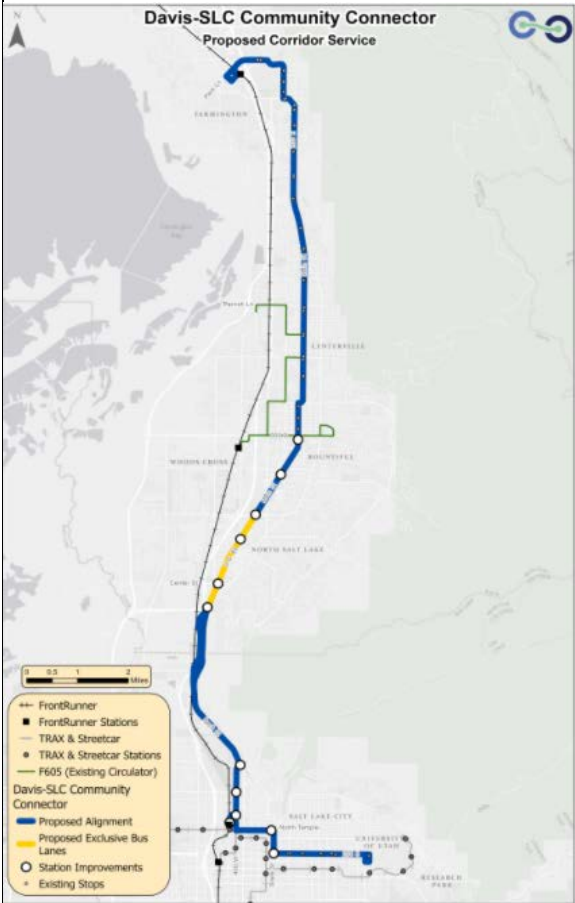 Davis-SLC Community Connector
Proposed Corridor Service
N
FARMINGTON
CENTERVILLE
WOODS CROSS
BOUNTIFUL
NORTH SALT LAKE
Center St
0 0.5 1 2
Miles
FrontRunner
FrontRunner Stations
TRAX & Streetcar
TRAX & Streetcar Stations
F605 (Existing Circulator)
Davis-SLC Community
Connector
Proposed Alignment
Proposed Exclusive Bus
Lanes
Station Improvements
Existing Stops
SALT LAKE CITY
North Temple
UNIVERSITY
OF UTAH
RESEARCH
PARK